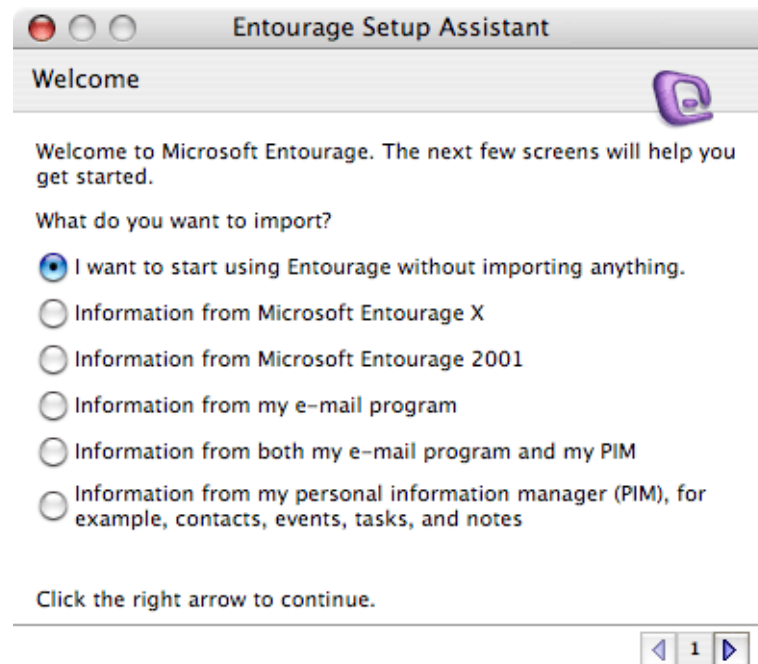 Entourage Setup Assistant
Welcome
Welcome to Microsoft Entourage. The next few screens will help you
get started.
What do you want to import?
I want to start using Entourage without importing anything.
Information from Microsoft Entourage X
Information from Microsoft Entourage 2001
Information from my e-mail program
Information from both my e-mail program and my PIM
Information from my personal information manager (PIM), for
example, contacts, events, tasks, and notes
Click the right arrow to continue.
1